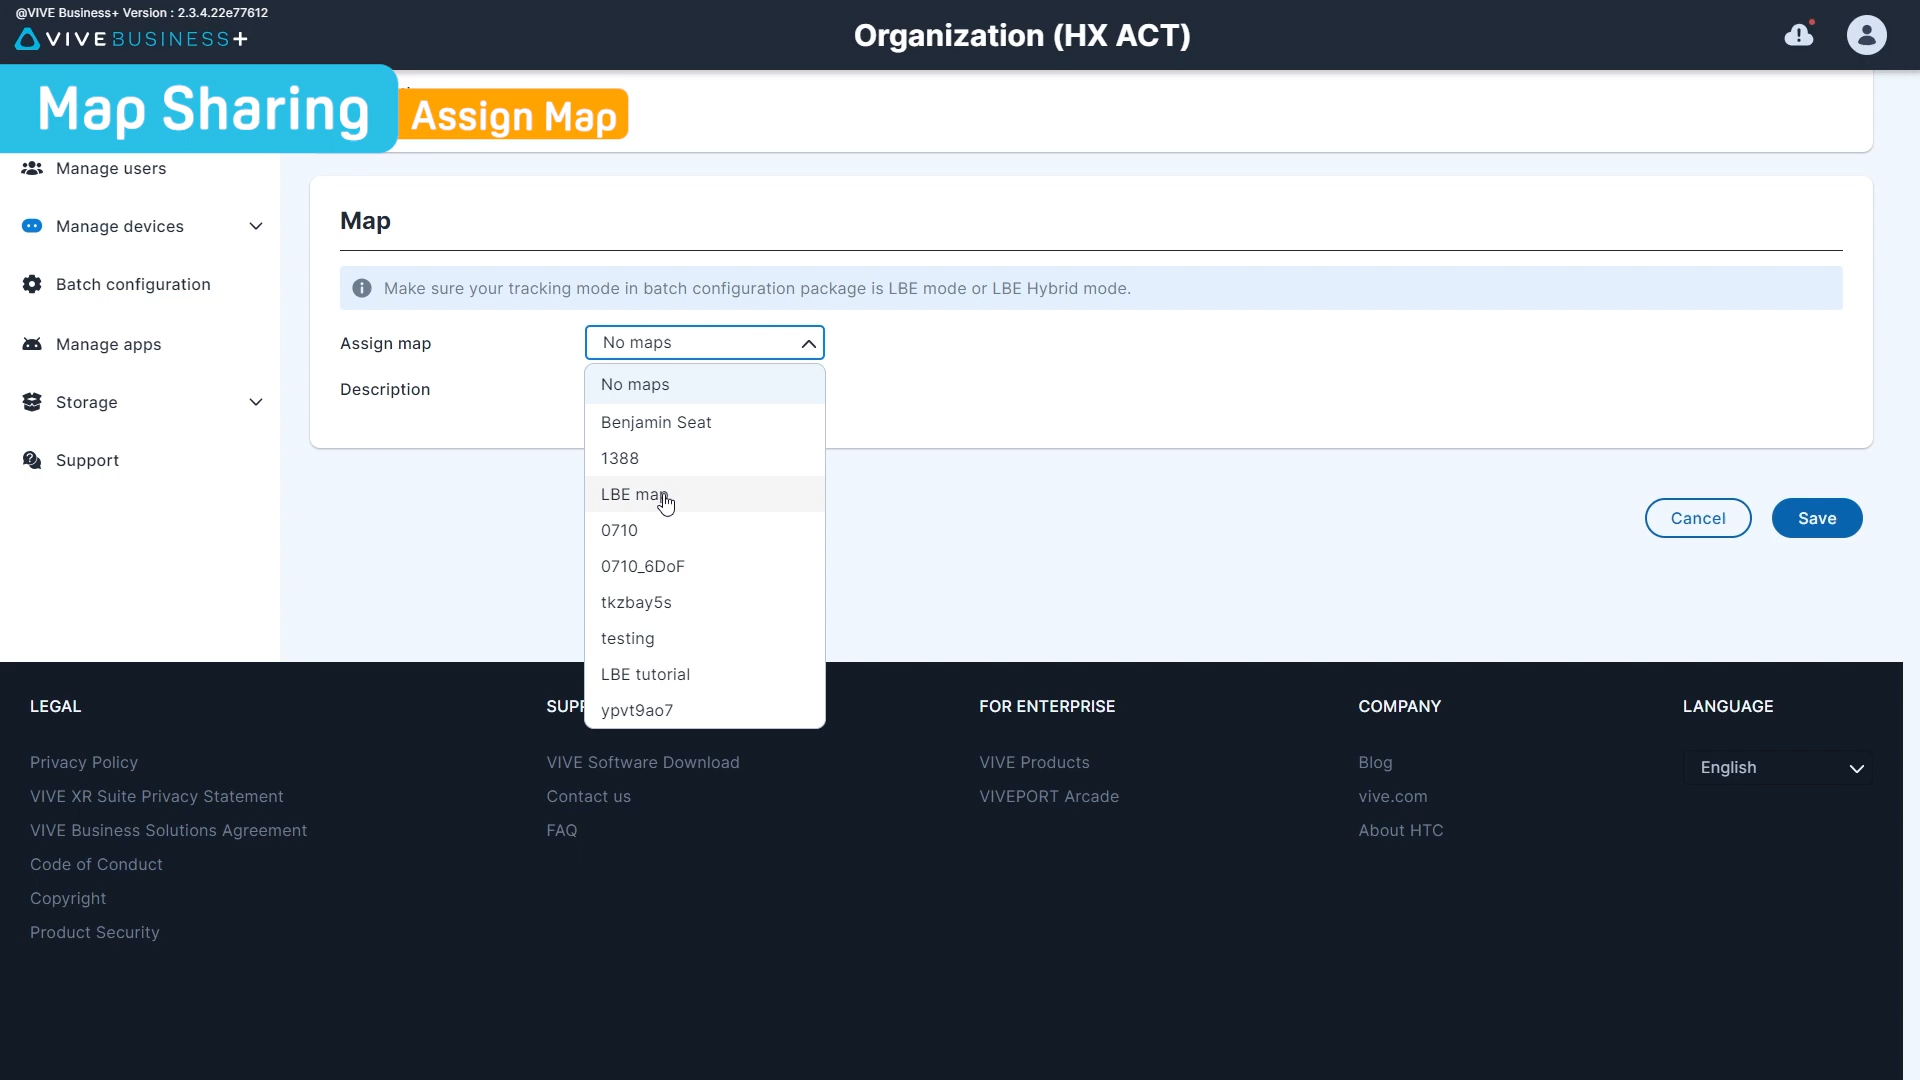 @VIVE Business+ Version : 2.3.4.22e77612
VIVE BUSINESS+
Organization (HX ACT)
Map Sharing
Assign Map
Manage users
Manage devices
Batch configuration
Manage apps
Storage
Support
Map
Make sure your tracking mode in batch configuration package is LBE mode or LBE Hybrid mode.
Assign map
No maps
Description
No maps
Benjamin Seat
1388
LBE map
0710
0710_6DoF
tkzbay5s
testing
LBE tutorial
ypvt9ao7
Cancel
Save
LEGAL
Privacy Policy
VIVE XR Suite Privacy Statement
VIVE Business Solutions Agreement
Code of Conduct
Copyright
Product Security
VIVE Software Download
Contact us
FAQ
FOR ENTERPRISE
VIVE Products
VIVEPORT Arcade
COMPANY
Blog
vive.com
About HTC
LANGUAGE
English